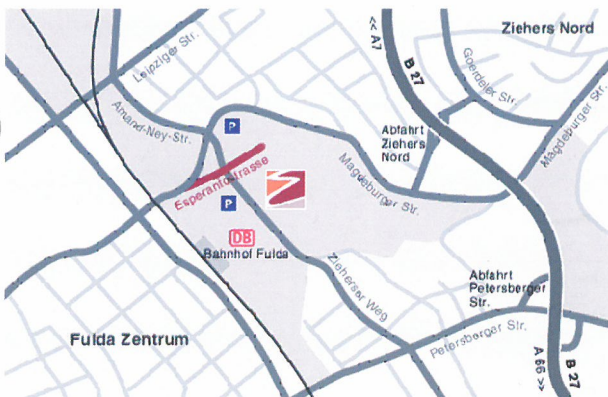 Ziehers Nord
<< A7
B 27
Leipziger Str.
Goerdeler Str.
Amand-Ney-Str.
P
Abfahrt
Ziehers
Nord
Magdeburger Str.
Esperantostrasse
Magdeburger Str.
P
DB
Bahnhof Fulda
Zieherser Weg
Abfahrt
Petersberger
Str.
Fulda Zentrum
Petersberger Str.
A 66 >>
B 27